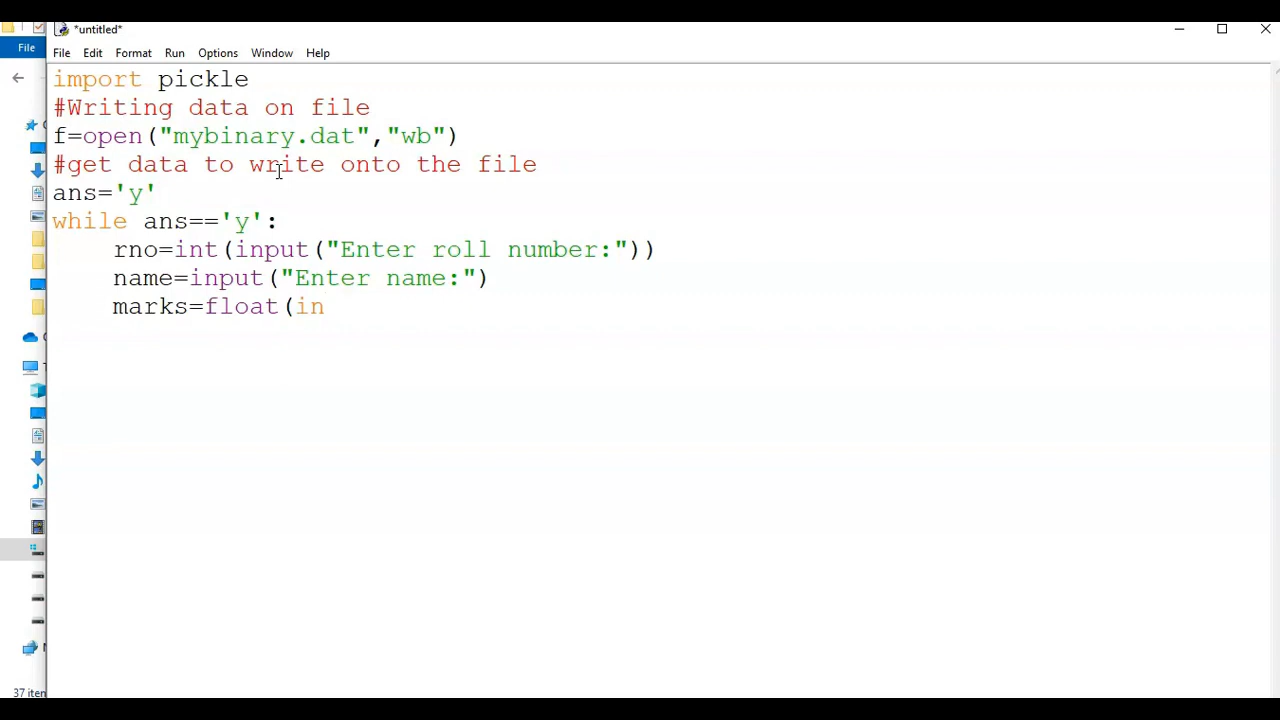 *untitled*
File
File Edit Format Run Options Window Help
import pickle
#Writing data on file
f=open("mybinary.dat","wb")
#get data to write onto the file
ans='y'
while ans=='y':
    rno=int(input("Enter roll number:"))
    name=input("Enter name:")
    marks=float(in
37 iten